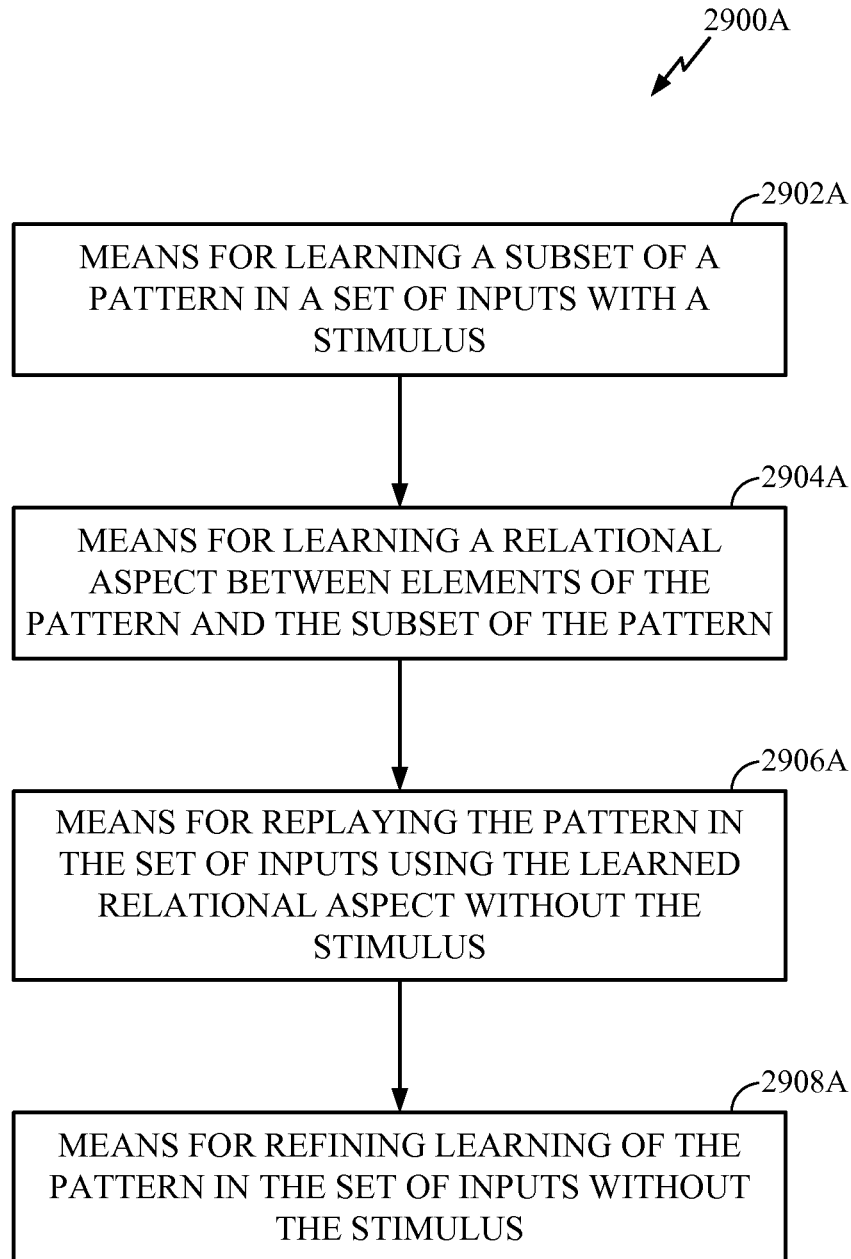 2900A
2902A
MEANS FOR LEARNING A SUBSET OF A
PATTERN IN A SET OF INPUTS WITH A
STIMULUS
2904A
MEANS FOR LEARNING A RELATIONAL
ASPECT BETWEEN ELEMENTS OF THE
PATTERN AND THE SUBSET OF THE PATTERN
2906A
MEANS FOR REPLAYING THE PATTERN IN
THE SET OF INPUTS USING THE LEARNED
RELATIONAL ASPECT WITHOUT THE
STIMULUS
2908A
MEANS FOR REFINING LEARNING OF THE
PATTERN IN THE SET OF INPUTS WITHOUT
THE STIMULUS